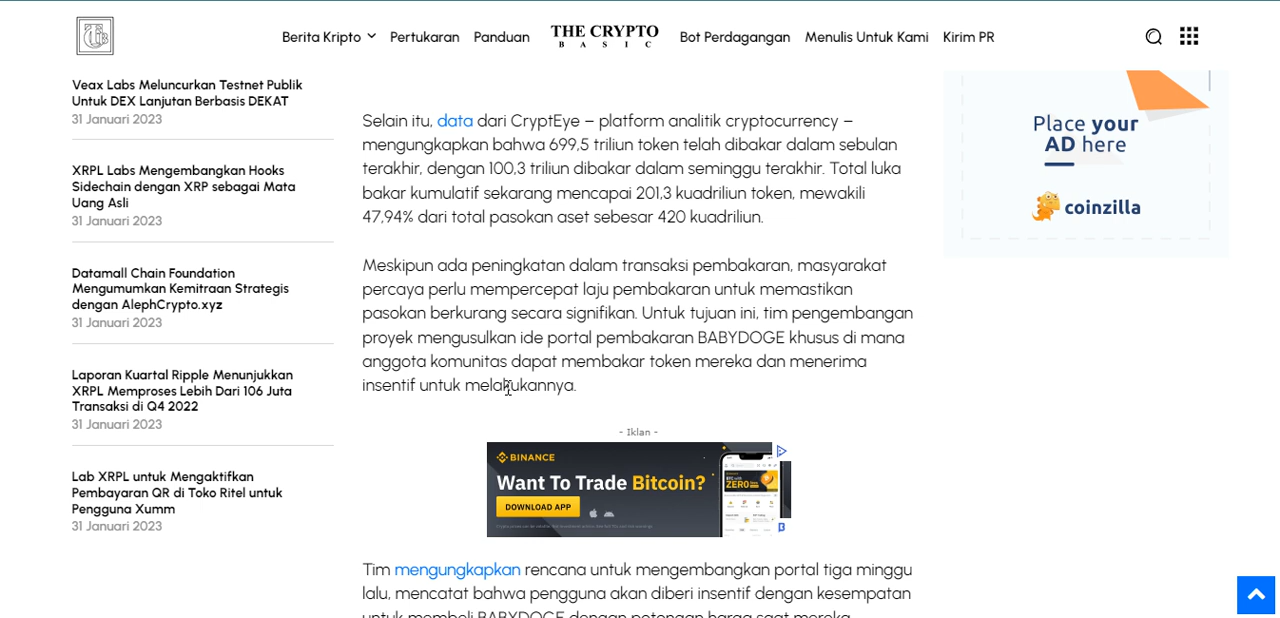 Berita Kripto
Pertukaran
Panduan
THE CRYPTO
BASIC
Bot Perdagangan
Menulis Untuk Kami
Kirim PR
Veax Labs Meluncurkan Testnet Publik
Untuk DEX Lanjutan Berbasis DEKAT
31 Januari 2023
XRPL Labs Mengembangkan Hooks
Sidechain dengan XRP sebagai Mata
Uang Asli
31 Januari 2023
Datamall Chain Foundation
Mengumumkan Kemitraan Strategis
dengan AlephCrypto.xyz
31 Januari 2023
Laporan Kuartal Ripple Menunjukkan
XRPL Memproses Lebih Dari 106 Juta
Transaksi di Q4 2022
31 Januari 2023
Lab XRPL untuk Mengaktifkan
Pembayaran QR di Toko Ritel untuk
Pengguna Xumm
31 Januari 2023
Selain itu, data dari CryptEye – platform analitik cryptocurrency –
mengungkapkan bahwa 699,5 triliun token telah dibakar dalam sebulan
terakhir, dengan 100,3 triliun dibakar dalam seminggu terakhir. Total luka
bakar kumulatif sekarang mencapai 201,3 kuadriliun token, mewakili
47,94% dari total pasokan aset sebesar 420 kuadriliun.
Meskipun ada peningkatan dalam transaksi pembakaran, masyarakat
percaya perlu mempercepat laju pembakaran untuk memastikan
pasokan berkurang secara signifikan. Untuk tujuan ini, tim pengembangan
proyek mengusulkan ide portal pembakaran BABYDOGE khusus di mana
anggota komunitas dapat membakar token mereka dan menerima
insentif untuk melakukannya.
- Iklan -
BINANCE
Want To Trade Bitcoin?
DOWNLOAD APP
ZERO
Tim mengungkapkan rencana untuk mengembangkan portal tiga minggu
lalu, mencatat bahwa pengguna akan diberi insentif dengan kesempatan
untuk membeli BABYDOGE dengan potongan harga saat mereka
Place your
AD here
coinzilla